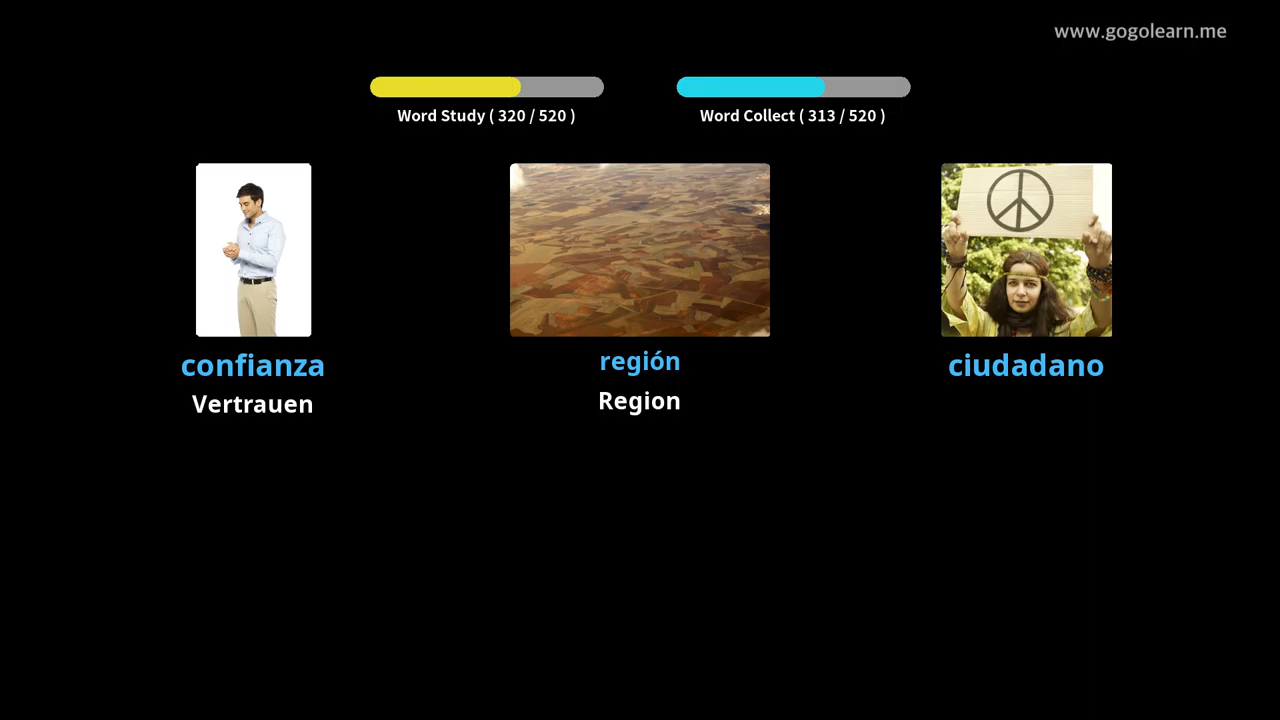 www.gogolearn.me
Word Study ( 320 / 520 )
Word Collect ( 313 / 520 )
confianza
Vertrauen
región
Region
ciudadano